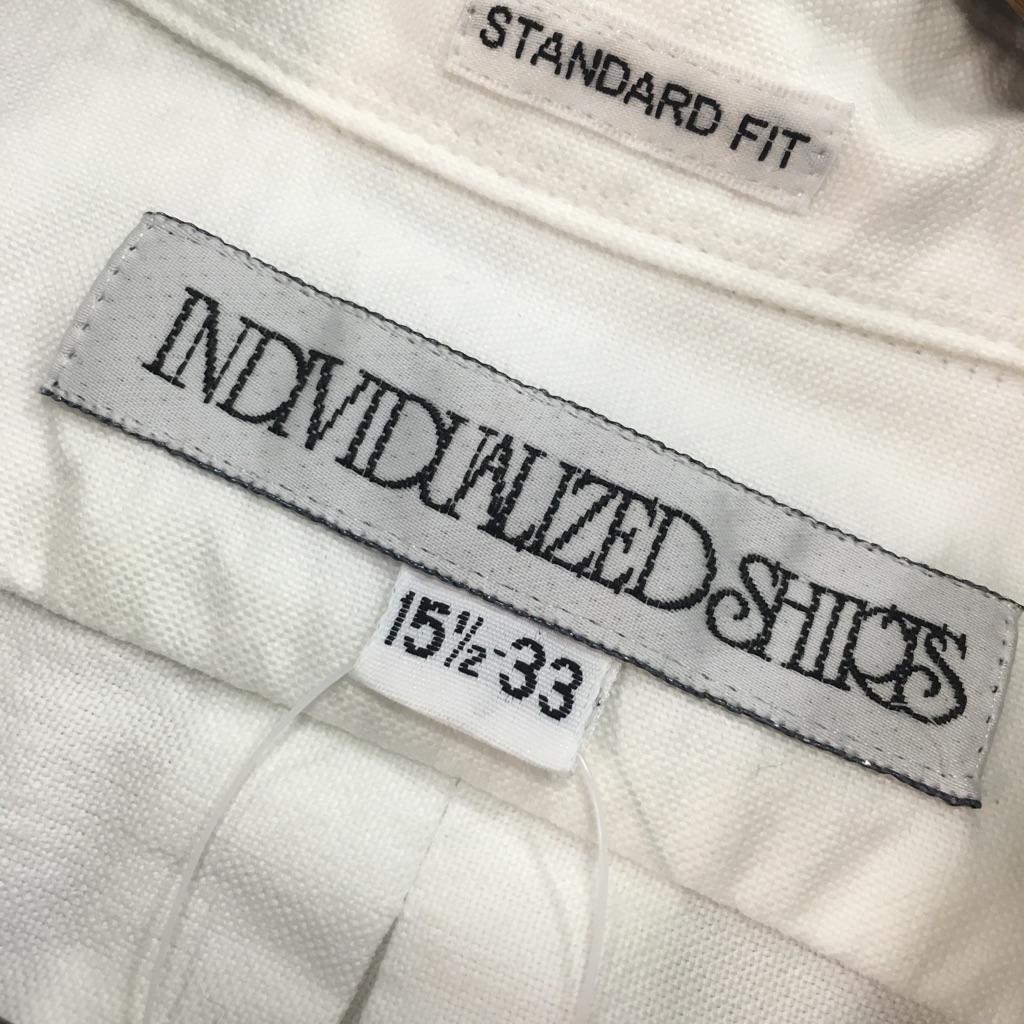 STANDARD FIT
INDIVIDUALIZED SHIRTS
15½-33